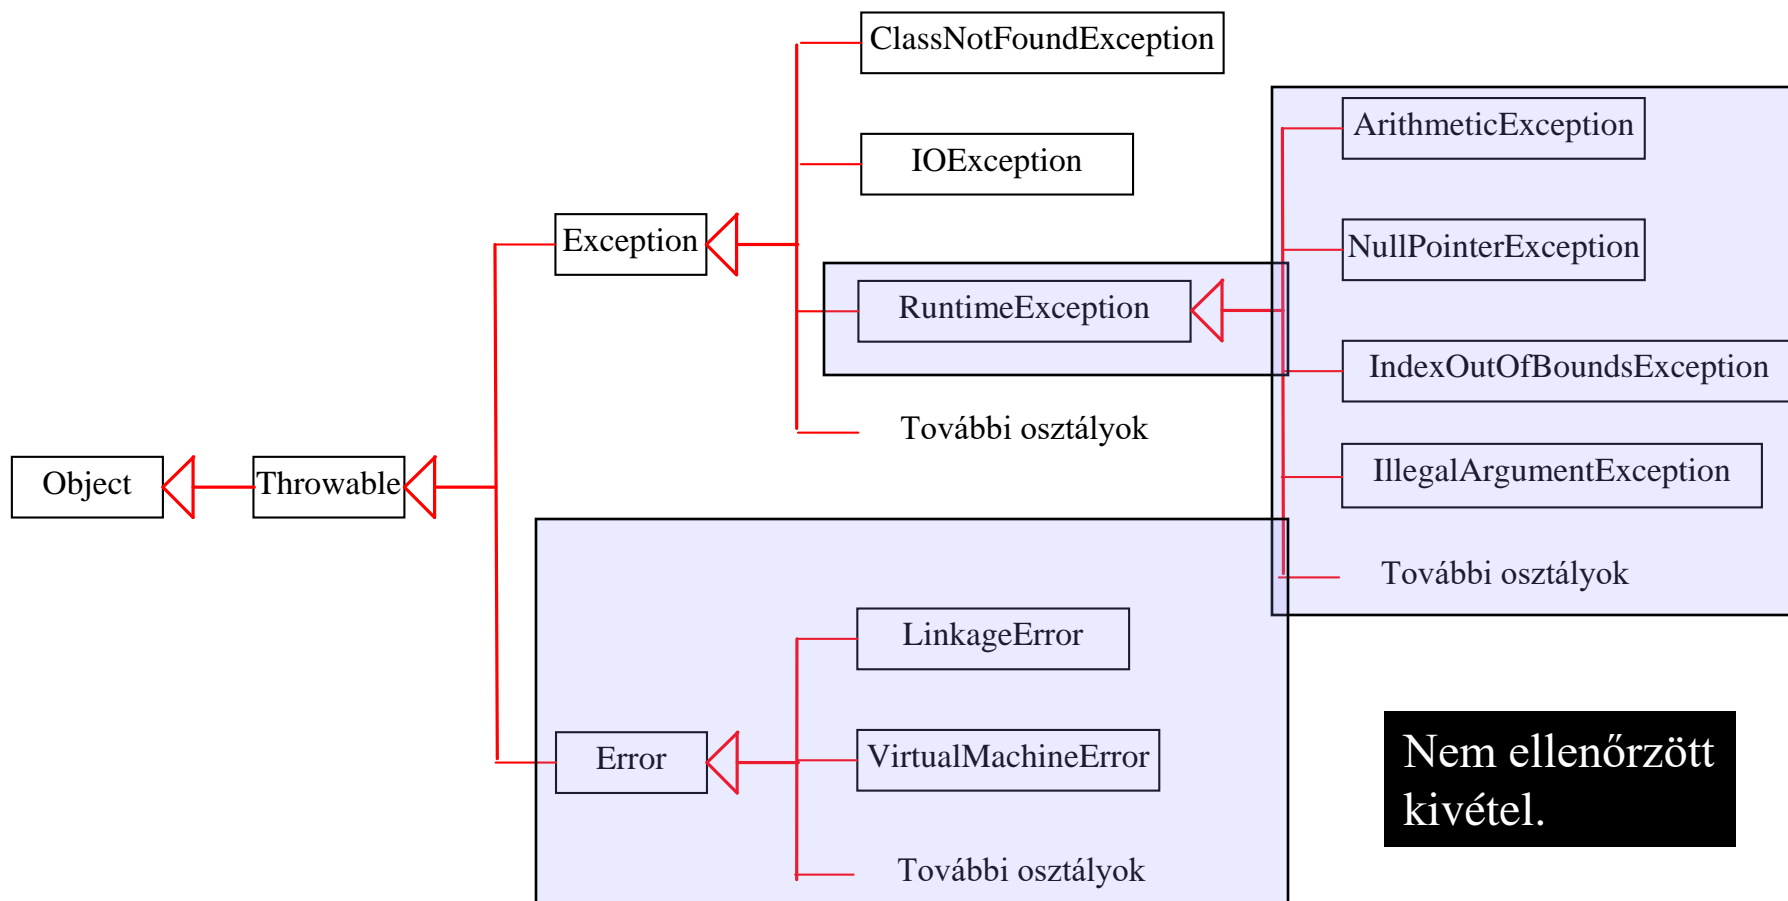 ClassNotFoundException
ArithmeticException
IOException
Exception
NullPointerException
RuntimeException
IndexOutOfBoundsException
További osztályok
Object
Throwable
IllegalArgumentException
További osztályok
LinkageError
Error
VirtualMachineError
További osztályok
Nem ellenőrzött
kivétel.